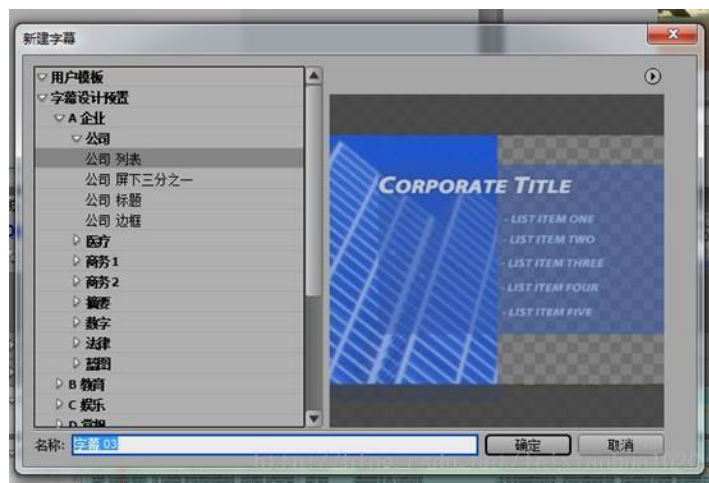 新建字幕
用户模板
字幕设计预置
A 企业
公司
公司 列表
公司 屏下三分之一
公司 标题
公司 边框
医疗
商务1
商务2
摘要
数字
法律
蓝图
B 教育
C 娱乐
CORPORATE TITLE
- LIST ITEM ONE
- LIST ITEM TWO
- LIST ITEM THREE
- LIST ITEM FOUR
- LIST ITEM FIVE
名称: 字幕 03
确定
取消